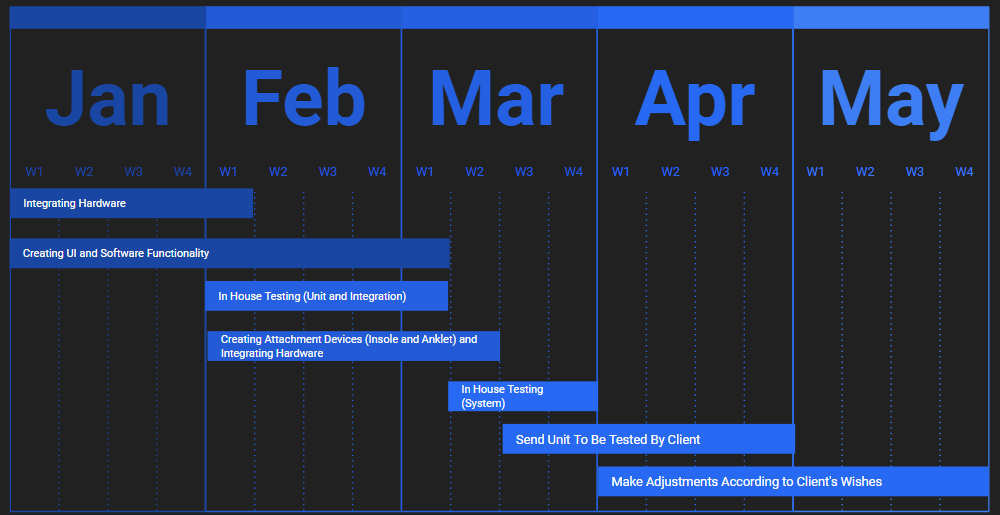 Jan Feb Mar Apr May
W1 W2 W3 W4 W1 W2 W3 W4 W1 W2 W3 W4 W1 W2 W3 W4 W1 W2 W3 W4
Integrating Hardware
Creating UI and Software Functionality
In House Testing (Unit and Integration)
Creating Attachment Devices (Insole and Anklet) and
Integrating Hardware
In House Testing
(System)
Send Unit To Be Tested By Client
Make Adjustments According to Client's Wishes